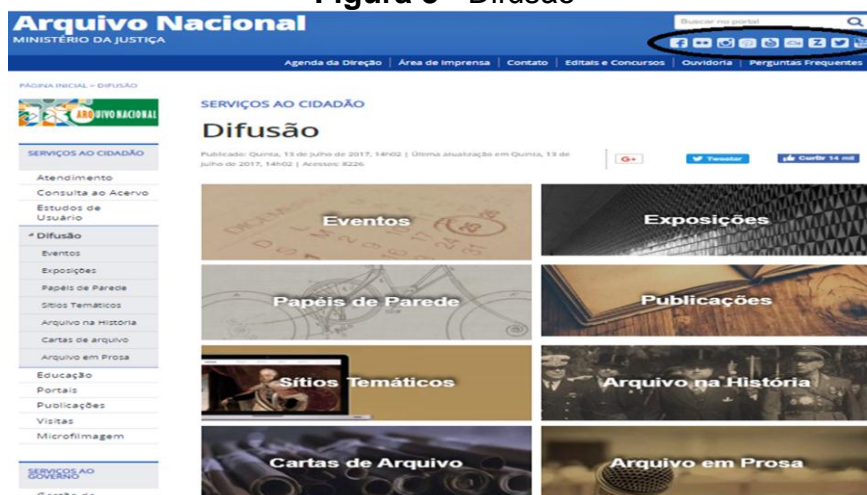 Figura 3 - Difusão
Arquivo Nacional
MINISTÉRIO DA JUSTIÇA
Buscar no portal
Agenda da Direção | Área de Imprensa | Contato | Editais e Concursos | Ouvidoria | Perguntas Frequentes
PÁGINA INICIAL > DIFUSÃO
ARQUIVO NACIONAL
SERVIÇOS AO CIDADÃO
Difusão
Publicado: Quinta, 13 de Julho de 2017, 14h02 | Última atualização em Quinta, 13 de
Julho de 2017, 14h02 | Acessos: 8226
G+
Tweetar
Curtir 14 mil
SERVIÇOS AO CIDADÃO
Atendimento
Consulta ao Acervo
Estudos de
Usuário
Difusão
Eventos
Exposições
Papéis de Parede
Sítios Temáticos
Arquivo na História
Cartas de arquivo
Arquivo em Prosa
Educação
Portais
Publicações
Visitas
Microfilmagem
SERVIÇOS AO
GOVERNO
Eventos
Exposições
Papéis de Parede
Publicações
Sítios Temáticos
Arquivo na História
Cartas de Arquivo
Arquivo em Prosa